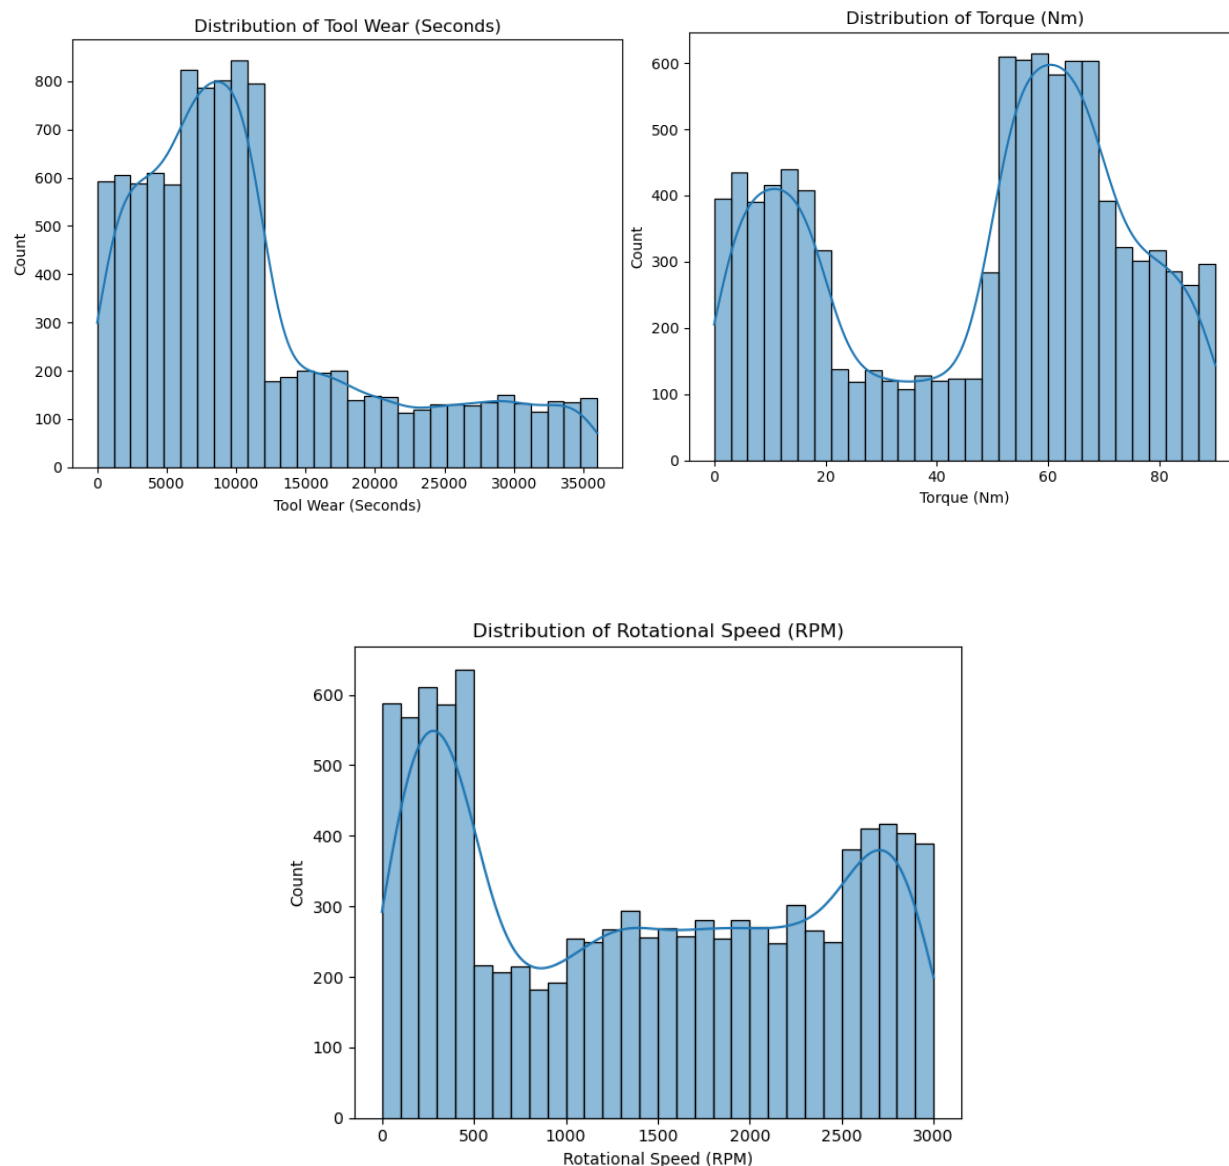 Distribution of Tool Wear (Seconds)
Count
800
700
600
500
400
300
200
100
0
0 5000 10000 15000 20000 25000 30000 35000
Tool Wear (Seconds)
Distribution of Torque (Nm)
Count
600
500
400
300
200
100
0
0 20 40 60 80
Torque (Nm)
Distribution of Rotational Speed (RPM)
Count
600
500
400
300
200
100
0
0 500 1000 1500 2000 2500 3000
Rotational Speed (RPM)